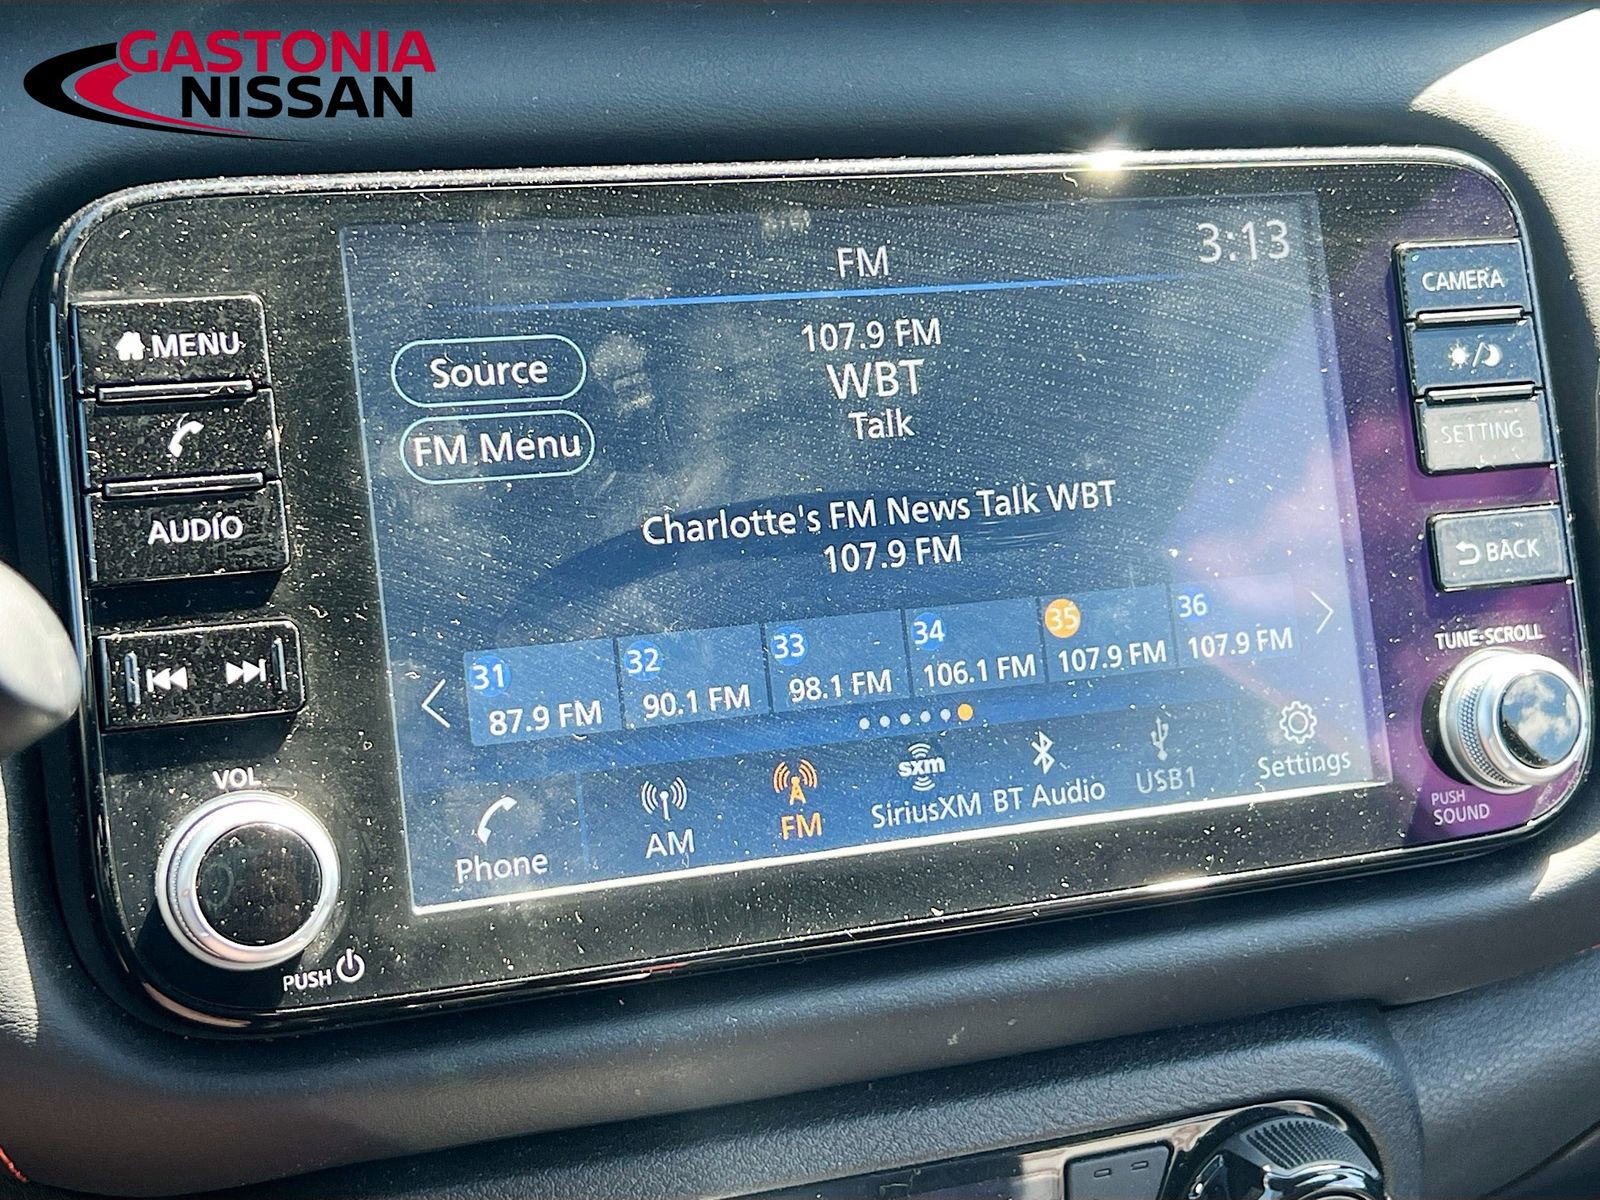 GASTONIA
NISSAN
FM
3:13
MENU
AUDIO
VOL
PUSH
Source
FM Menu
107.9 FM
WBT
Talk
Charlotte's FM News Talk WBT
107.9 FM
31
87.9 FM
32
90.1 FM
33
98.1 FM
34
106.1 FM
35
107.9 FM
36
107.9 FM
Phone
AM
FM
sxm
SiriusXM
BT Audio
USB1
Settings
CAMERA
SETTING
BACK
TUNE·SCROLL
PUSH
SOUND